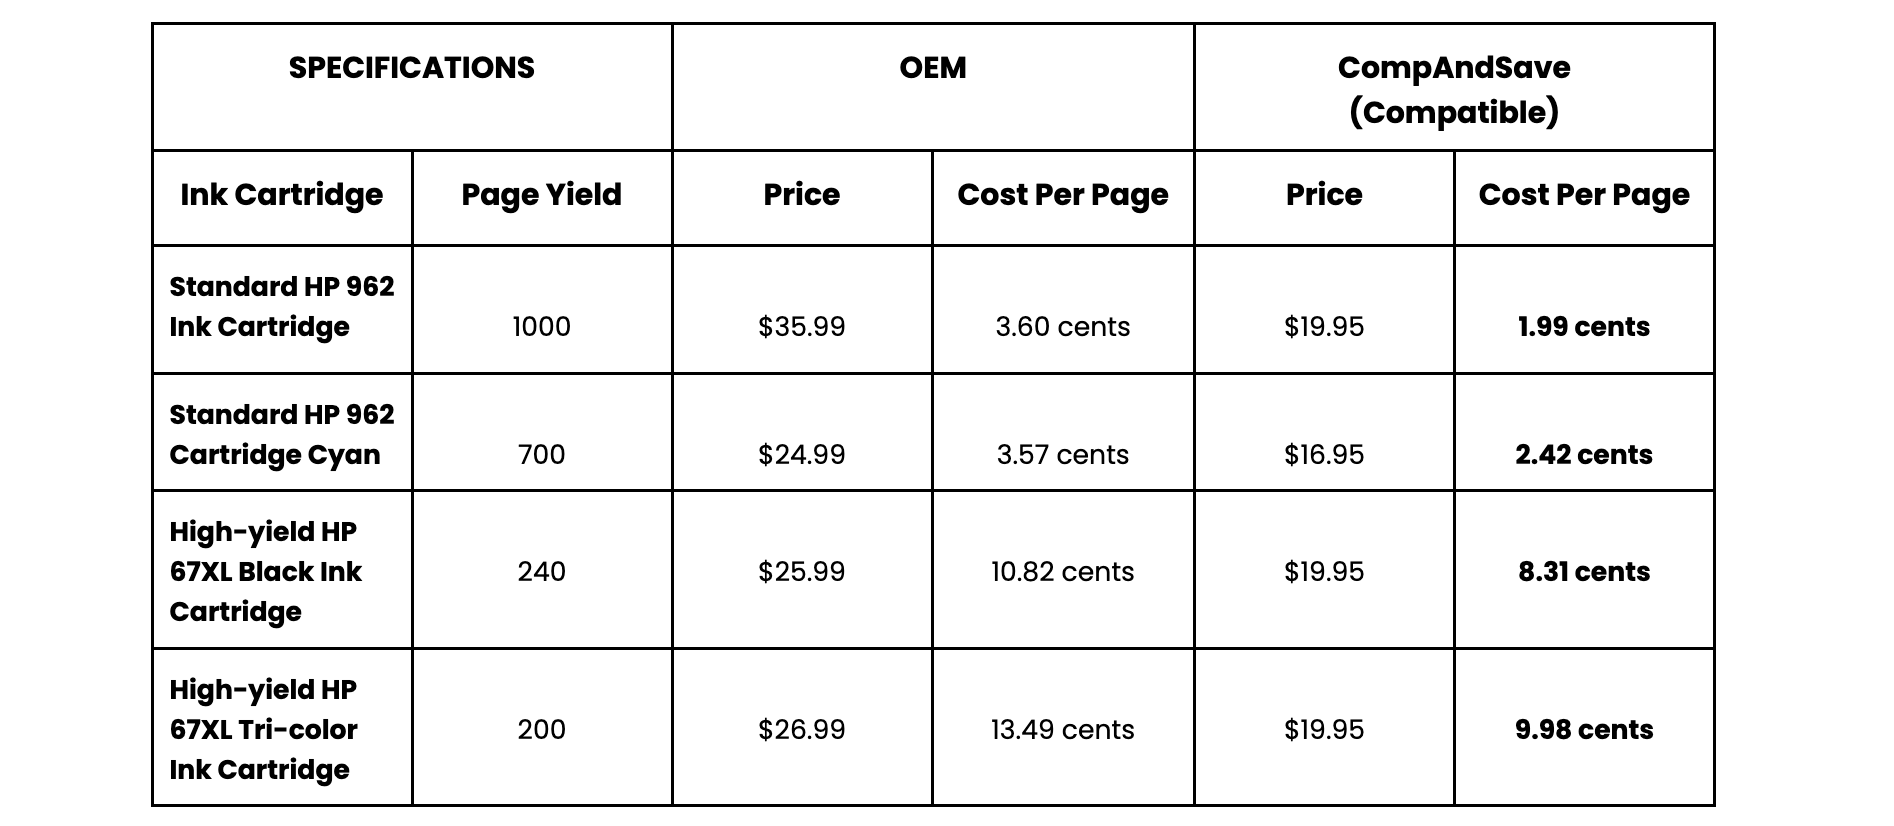 SPECIFICATIONS
OEM
CompAndSave
(Compatible)
Ink Cartridge
Page Yield
Price
Cost Per Page
Price
Cost Per Page
Standard HP 962
Ink Cartridge
1000
$35.99
3.60 cents
$19.95
1.99 cents
Standard HP 962
Cartridge Cyan
700
$24.99
3.57 cents
$16.95
2.42 cents
High-yield HP
67XL Black Ink
Cartridge
240
$25.99
10.82 cents
$19.95
8.31 cents
High-yield HP
67XL Tri-color
Ink Cartridge
200
$26.99
13.49 cents
$19.95
9.98 cents